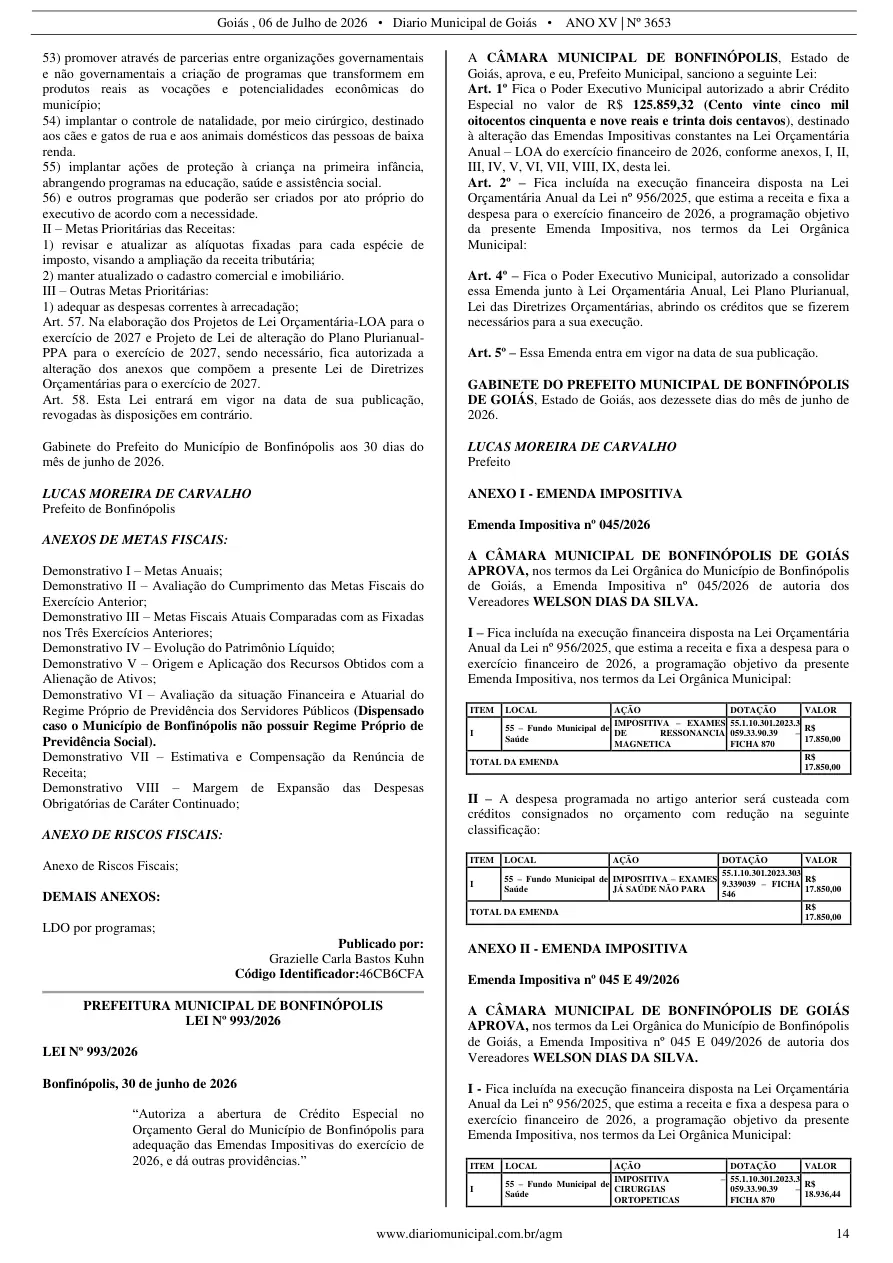 Goiás , 06 de Julho de 2026 • Diario Municipal de Goiás • ANO XV | Nº 3653
53) promover através de parcerias entre organizações governamentais
e não governamentais a criação de programas que transformem em
produtos reais as vocações e potencialidades econômicas do
município;
54) implantar o controle de natalidade, por meio cirúrgico, destinado
aos cães e gatos de rua e aos animais domésticos das pessoas de baixa
renda.
55) implantar ações de proteção à criança na primeira infância,
abrangendo programas na educação, saúde e assistência social.
56) e outros programas que poderão ser criados por ato próprio do
executivo de acordo com a necessidade.
II – Metas Prioritárias das Receitas:
1) revisar e atualizar as alíquotas fixadas para cada espécie de
imposto, visando a ampliação da receita tributária;
2) manter atualizado o cadastro comercial e imobiliário.
III – Outras Metas Prioritárias:
1) adequar as despesas correntes à arrecadação;
Art. 57. Na elaboração dos Projetos de Lei Orçamentária-LOA para o
exercício de 2027 e Projeto de Lei de alteração do Plano Plurianual-
PPA para o exercício de 2027, sendo necessário, fica autorizada a
alteração dos anexos que compõem a presente Lei de Diretrizes
Orçamentárias para o exercício de 2027.
Art. 58. Esta Lei entrará em vigor na data de sua publicação,
revogadas às disposições em contrário.
Gabinete do Prefeito do Município de Bonfinópolis aos 30 dias do
mês de junho de 2026.
LUCAS MOREIRA DE CARVALHO
Prefeito de Bonfinópolis
ANEXOS DE METAS FISCAIS:
Demonstrativo I – Metas Anuais;
Demonstrativo II – Avaliação do Cumprimento das Metas Fiscais do
Exercício Anterior;
Demonstrativo III – Metas Fiscais Atuais Comparadas com as Fixadas
nos Três Exercícios Anteriores;
Demonstrativo IV – Evolução do Patrimônio Líquido;
Demonstrativo V – Origem e Aplicação dos Recursos Obtidos com a
Alienação de Ativos;
Demonstrativo VI – Avaliação da situação Financeira e Atuarial do
Regime Próprio de Previdência dos Servidores Públicos (Dispensado
caso o Município de Bonfinópolis não possuir Regime Próprio de
Previdência Social).
Demonstrativo VII – Estimativa e Compensação da Renúncia de
Receita;
Demonstrativo VIII – Margem de Expansão das Despesas
Obrigatórias de Caráter Continuado;
ANEXO DE RISCOS FISCAIS:
Anexo de Riscos Fiscais;
DEMAIS ANEXOS:
LDO por programas;
Publicado por:
Grazielle Carla Bastos Kuhn
Código Identificador:46CB6CFA
PREFEITURA MUNICIPAL DE BONFINÓPOLIS
LEI Nº 993/2026
LEI Nº 993/2026
Bonfinópolis, 30 de junho de 2026
“Autoriza a abertura de Crédito Especial no
Orçamento Geral do Município de Bonfinópolis para
adequação das Emendas Impositivas do exercício de
2026, e dá outras providências.”
A CÂMARA MUNICIPAL DE BONFINÓPOLIS, Estado de
Goiás, aprova, e eu, Prefeito Municipal, sanciono a seguinte Lei:
Art. 1º Fica o Poder Executivo Municipal autorizado a abrir Crédito
Especial no valor de R$ 125.859,32 (Cento vinte cinco mil
oitocentos cinquenta e nove reais e trinta dois centavos), destinado
à alteração das Emendas Impositivas constantes na Lei Orçamentária
Anual – LOA do exercício financeiro de 2026, conforme anexos, I, II,
III, IV, V, VI, VII, VIII, IX, desta lei.
Art. 2º – Fica incluída na execução financeira disposta na Lei
Orçamentária Anual da Lei nº 956/2025, que estima a receita e fixa a
despesa para o exercício financeiro de 2026, a programação objetivo
da presente Emenda Impositiva, nos termos da Lei Orgânica
Municipal:
Art. 4º – Fica o Poder Executivo Municipal, autorizado a consolidar
essa Emenda junto à Lei Orçamentária Anual, Lei Plano Plurianual,
Lei das Diretrizes Orçamentárias, abrindo os créditos que se fizerem
necessários para a sua execução.
Art. 5º – Essa Emenda entra em vigor na data de sua publicação.
GABINETE DO PREFEITO MUNICIPAL DE BONFINÓPOLIS
DE GOIÁS, Estado de Goiás, aos dezessete dias do mês de junho de
2026.
LUCAS MOREIRA DE CARVALHO
Prefeito
ANEXO I - EMENDA IMPOSITIVA
Emenda Impositiva nº 045/2026
A CÂMARA MUNICIPAL DE BONFINÓPOLIS DE GOIÁS
APROVA, nos termos da Lei Orgânica do Município de Bonfinópolis
de Goiás, a Emenda Impositiva nº 045/2026 de autoria dos
Vereadores WELSON DIAS DA SILVA.
I – Fica incluída na execução financeira disposta na Lei Orçamentária
Anual da Lei nº 956/2025, que estima a receita e fixa a despesa para o
exercício financeiro de 2026, a programação objetivo da presente
Emenda Impositiva, nos termos da Lei Orgânica Municipal:
ITEM LOCAL AÇÃO DOTAÇÃO VALOR
I 55 – Fundo Municipal de Saúde IMPOSITIVA – EXAMES DE RESSONANCIA MAGNETICA 55.1.10.301.2023.3 059.33.90.39 – FICHA 870 R$ 17.850,00
TOTAL DA EMENDA R$ 17.850,00
II – A despesa programada no artigo anterior será custeada com
créditos consignados no orçamento com redução na seguinte
classificação:
ITEM LOCAL AÇÃO DOTAÇÃO VALOR
I 55 – Fundo Municipal de Saúde IMPOSITIVA – EXAMES JÁ SAÚDE NÃO PARA 55.1.10.301.2023.303 9.339039 – FICHA 546 R$ 17.850,00
TOTAL DA EMENDA R$ 17.850,00
ANEXO II - EMENDA IMPOSITIVA
Emenda Impositiva nº 045 E 49/2026
A CÂMARA MUNICIPAL DE BONFINÓPOLIS DE GOIÁS
APROVA, nos termos da Lei Orgânica do Município de Bonfinópolis
de Goiás, a Emenda Impositiva nº 045 E 049/2026 de autoria dos
Vereadores WELSON DIAS DA SILVA.
I - Fica incluída na execução financeira disposta na Lei Orçamentária
Anual da Lei nº 956/2025, que estima a receita e fixa a despesa para o
exercício financeiro de 2026, a programação objetivo da presente
Emenda Impositiva, nos termos da Lei Orgânica Municipal:
ITEM LOCAL AÇÃO DOTAÇÃO VALOR
I 55 – Fundo Municipal de Saúde IMPOSITIVA – CIRURGIAS ORTOPETICAS 55.1.10.301.2023.3 059.33.90.39 – FICHA 870 R$ 18.936,44
www.diariomunicipal.com.br/agm 14